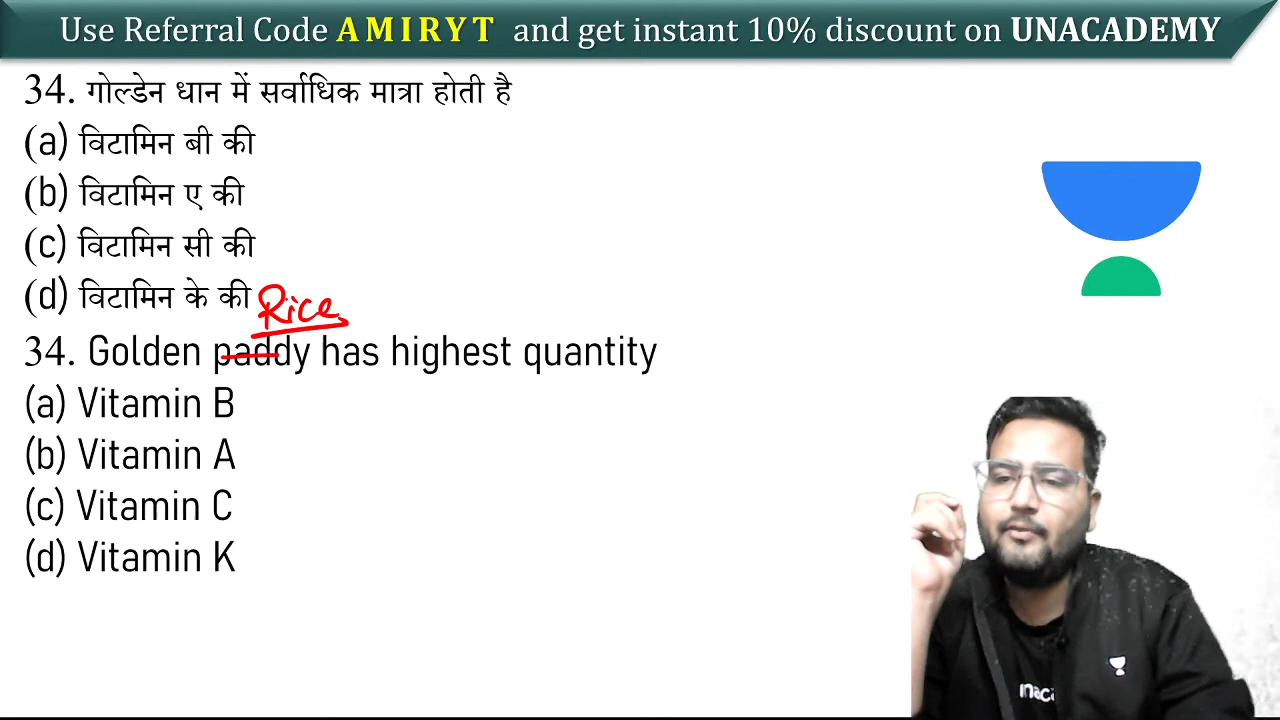 Use Referral Code AMIRYT and get instant 10% discount on UNACADEMY
34. गोल्डेन धान में सर्वाधिक मात्रा होती है
(a) विटामिन बी की
(b) विटामिन ए की
(c) विटामिन सी की
(d) विटामिन के की
Rice
34. Golden paddy has highest quantity
(a) Vitamin B
(b) Vitamin A
(c) Vitamin C
(d) Vitamin K